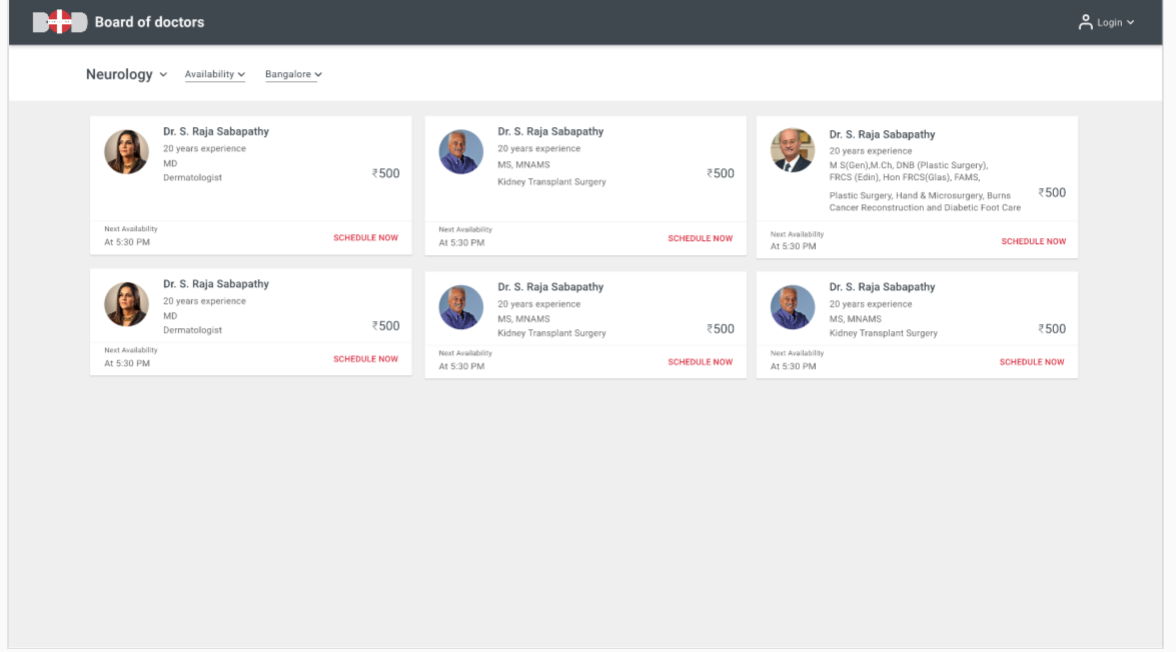 Board of doctors
Login
Neurology
Availability
Bangalore
Dr. S. Raja Sabapathy
20 years experience
MD
Dermatologist
₹500
Next Availability
At 5:30 PM
SCHEDULE NOW
Dr. S. Raja Sabapathy
20 years experience
MS, MNAMS
Kidney Transplant Surgery
₹500
Next Availability
At 5:30 PM
SCHEDULE NOW
Dr. S. Raja Sabapathy
20 years experience
M S(Gen),M.Ch, DNB (Plastic Surgery),
FRCS (Edin), Hon FRCS(Glas), FAMS,
Plastic Surgery, Hand & Microsurgery, Burns
Cancer Reconstruction and Diabetic Foot Care
₹500
Next Availability
At 5:30 PM
SCHEDULE NOW
Dr. S. Raja Sabapathy
20 years experience
MD
Dermatologist
₹500
Next Availability
At 5:30 PM
SCHEDULE NOW
Dr. S. Raja Sabapathy
20 years experience
MS, MNAMS
Kidney Transplant Surgery
₹500
Next Availability
At 5:30 PM
SCHEDULE NOW
Dr. S. Raja Sabapathy
20 years experience
MS, MNAMS
Kidney Transplant Surgery
₹500
Next Availability
At 5:30 PM
SCHEDULE NOW